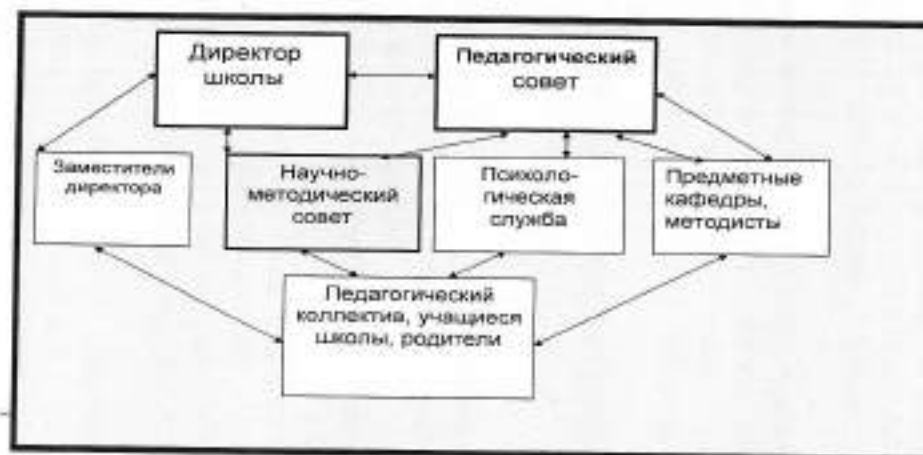 Директор
школы
Педагогический
совет
Заместители
директора
Научно-
методический
совет
Психоло-
гическая
служба
Предметные
кафедры,
методисты
Педагогический
коллектив, учащиеся
школы, родители